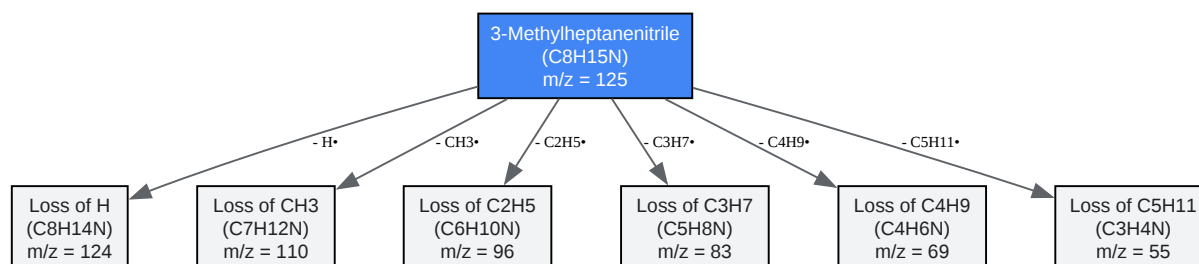 3-Methylheptanenitrile
(C8H15N)
m/z = 125
- H•
- CH3•
- C2H5•
- C3H7•
- C4H9•
- C5H11•
Loss of H
(C8H14N)
m/z = 124
Loss of CH3
(C7H12N)
m/z = 110
Loss of C2H5
(C6H10N)
m/z = 96
Loss of C3H7
(C5H8N)
m/z = 83
Loss of C4H9
(C4H6N)
m/z = 69
Loss of C5H11
(C3H4N)
m/z = 55